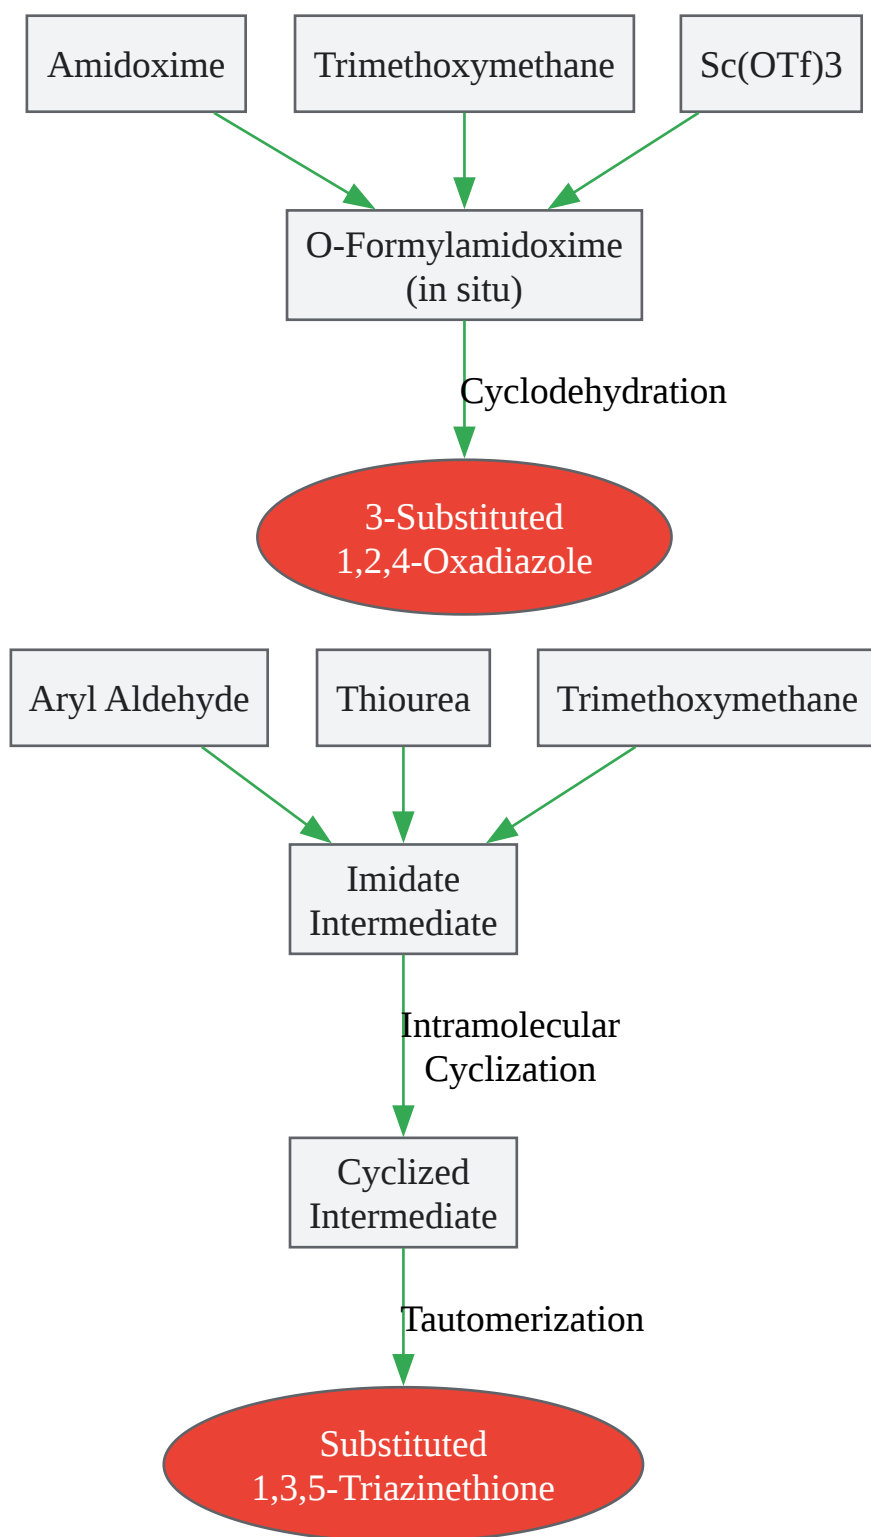 Amidoxime
Trimethoxymethane
Sc(OTf)3
O-Formylamidoxime
(in situ)
Cyclodehydration
3-Substituted
1,2,4-Oxadiazole
Aryl Aldehyde
Thiourea
Trimethoxymethane
Imidate
Intermediate
Intramolecular
Cyclization
Cyclized
Intermediate
Tautomerization
Substituted
1,3,5-Triazinethione